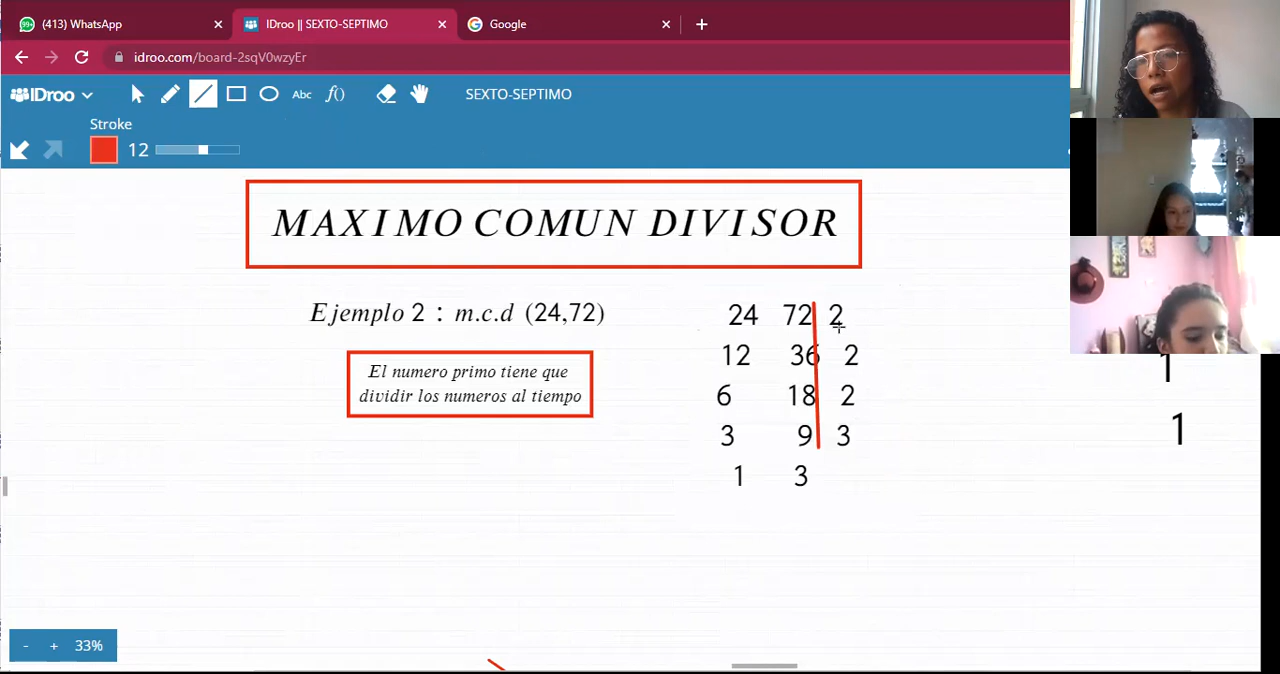 99+ (413) WhatsApp
IDroo || SEXTO-SEPTIMO
Google
idroo.com/board-2sqV0wzyEr
IDroo
Abc
f()
SEXTO-SEPTIMO
Stroke
12
MAXIMO COMUN DIVISOR
Ejemplo 2 : m.c.d (24,72)
El numero primo tiene que
dividir los numeros al tiempo
24 72 2
12 36 2
6 18 2
3 9 3
1 3
1
1
- + 33%